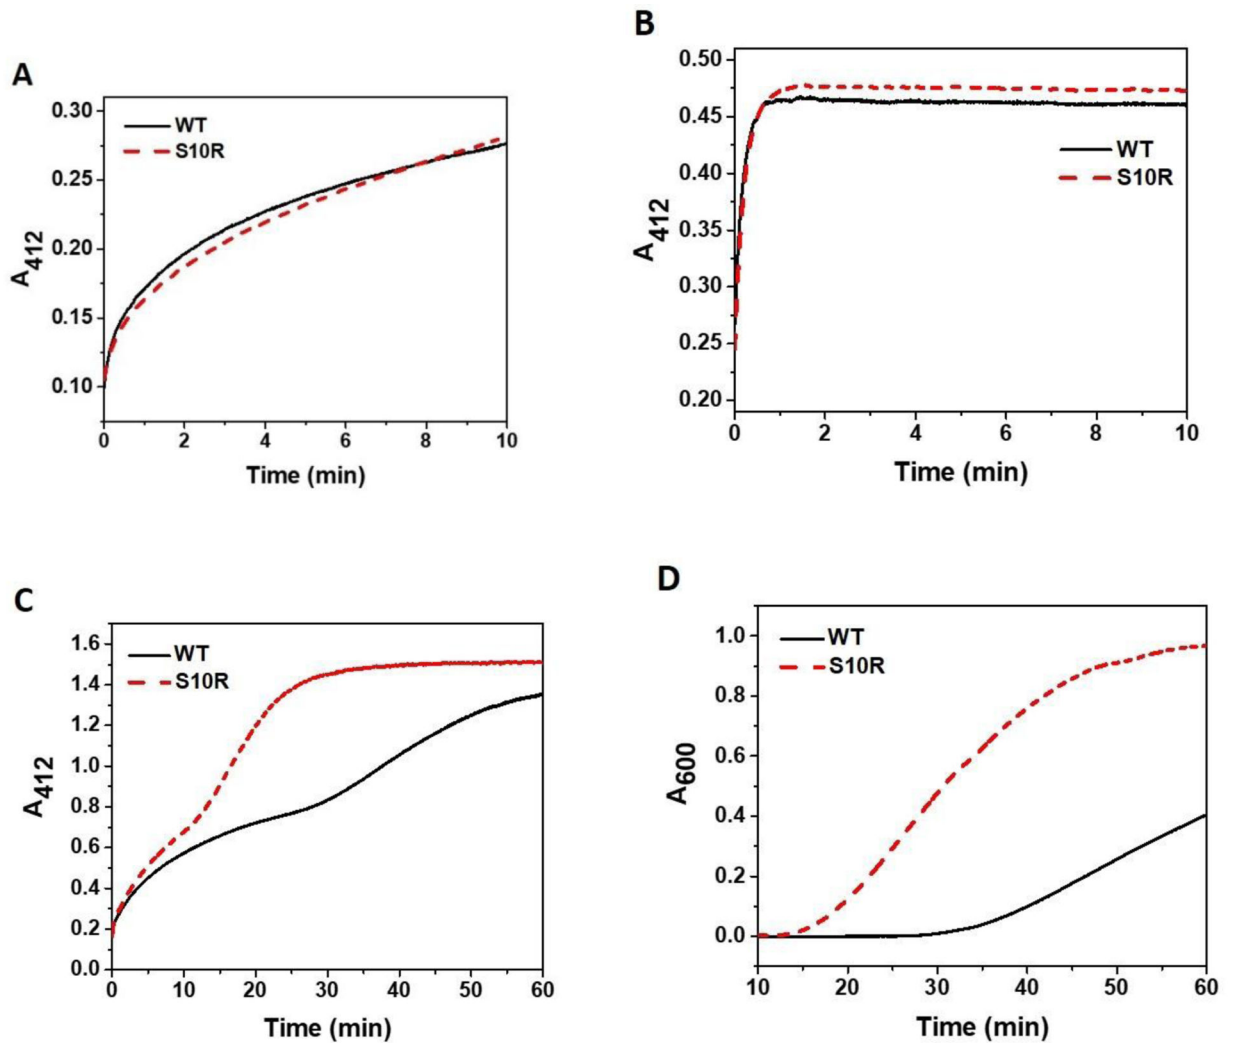 A
0.30
0.25
0.20
0.15
0.10
A412
WT
S10R
0 2 4 6 8 10
Time (min)
B
0.50
0.45
0.40
0.35
0.30
0.25
0.20
A412
WT
S10R
0 2 4 6 8 10
Time (min)
C
1.6
1.4
1.2
1.0
0.8
0.6
0.4
0.2
0.0
A412
WT
S10R
0 10 20 30 40 50 60
Time (min)
D
1.0
0.8
0.6
0.4
0.2
0.0
A600
WT
S10R
10 20 30 40 50 60
Time (min)